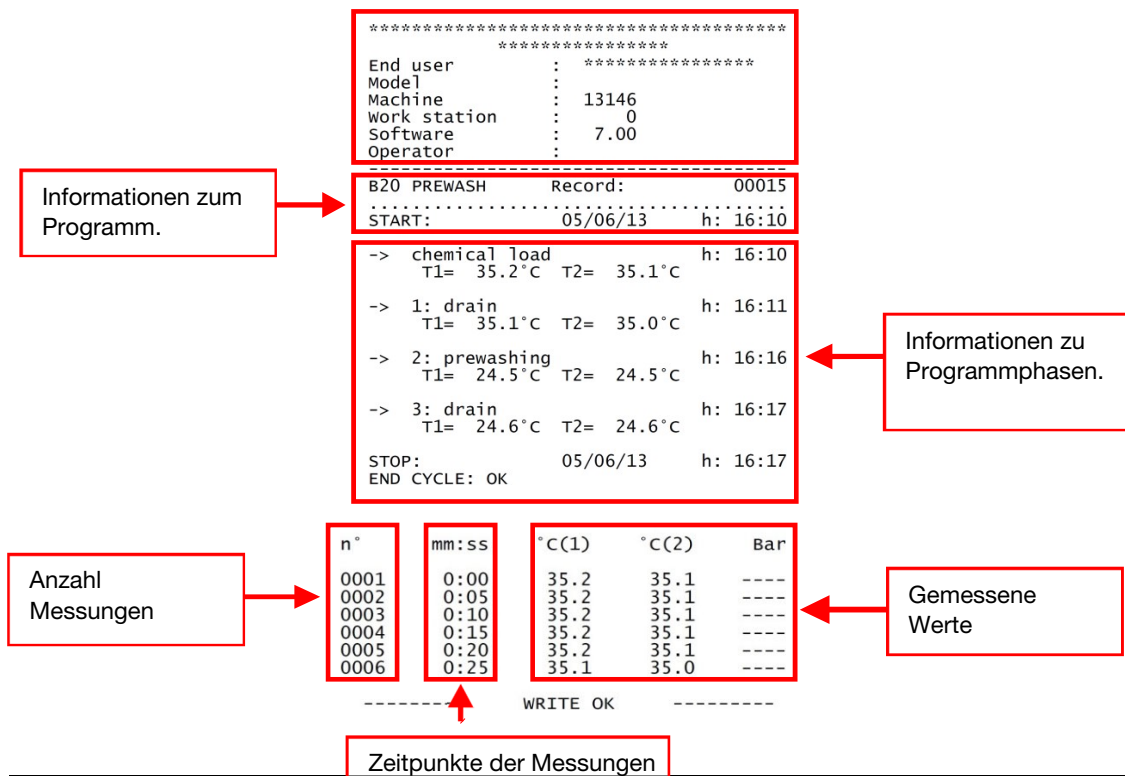 ***************************************
****************
End user : ****************
Model :
Machine : 13146
Work station : 0
Software : 7.00
Operator :
---------------------------------------
Informationen zum
Programm.
B20 PREWASH Record: 00015
.......................................
START: 05/06/13 h: 16:10
-> chemical load h: 16:10
T1= 35.2°C T2= 35.1°C
-> 1: drain h: 16:11
T1= 35.1°C T2= 35.0°C
-> 2: prewashing h: 16:16
T1= 24.5°C T2= 24.5°C
-> 3: drain h: 16:17
T1= 24.6°C T2= 24.6°C
STOP: 05/06/13 h: 16:17
END CYCLE: OK
Informationen zu
Programmphasen.
Anzahl
Messungen
n° mm:ss °C(1) °C(2) Bar
0001 0:00 35.2 35.1 ----
0002 0:05 35.2 35.1 ----
0003 0:10 35.2 35.1 ----
0004 0:15 35.2 35.1 ----
0005 0:20 35.2 35.1 ----
0006 0:25 35.1 35.0 ----
Gemessene
Werte
--------- WRITE OK ---------
Zeitpunkte der Messungen